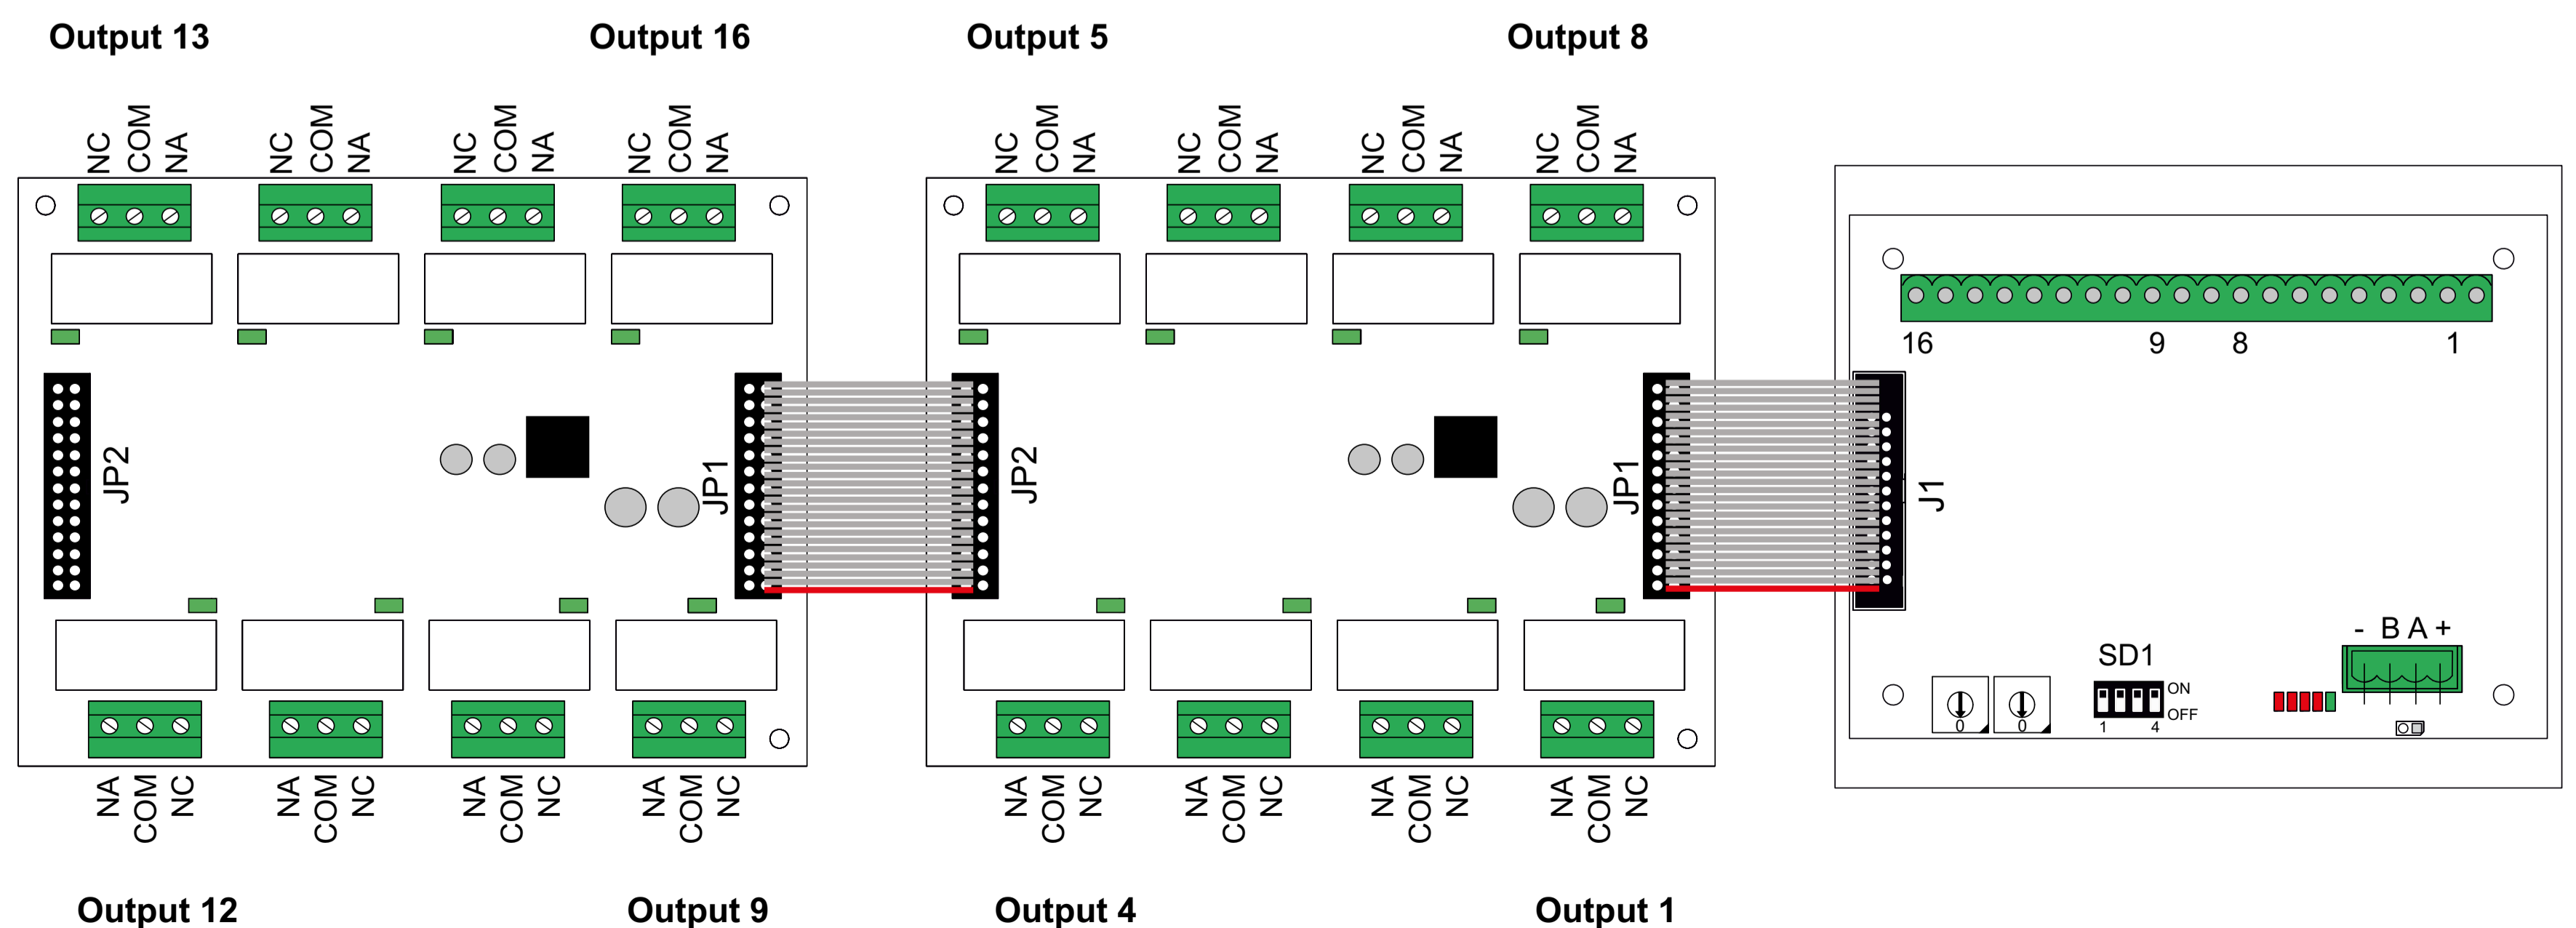 Output 13 Output 16 Output 5 Output 8
NC COM NA NC COM NA NC COM NA NC COM NA NC COM NA NC COM NA NC COM NA NC COM NA
16 9 8 1
JP2 JP1 JP2 JP1 J1
- B A +
SD1
ON
OFF
0 0 1 4
NA COM NC NA COM NC NA COM NC NA COM NC NA COM NC NA COM NC NA COM NC NA COM NC
Output 12 Output 9 Output 4 Output 1